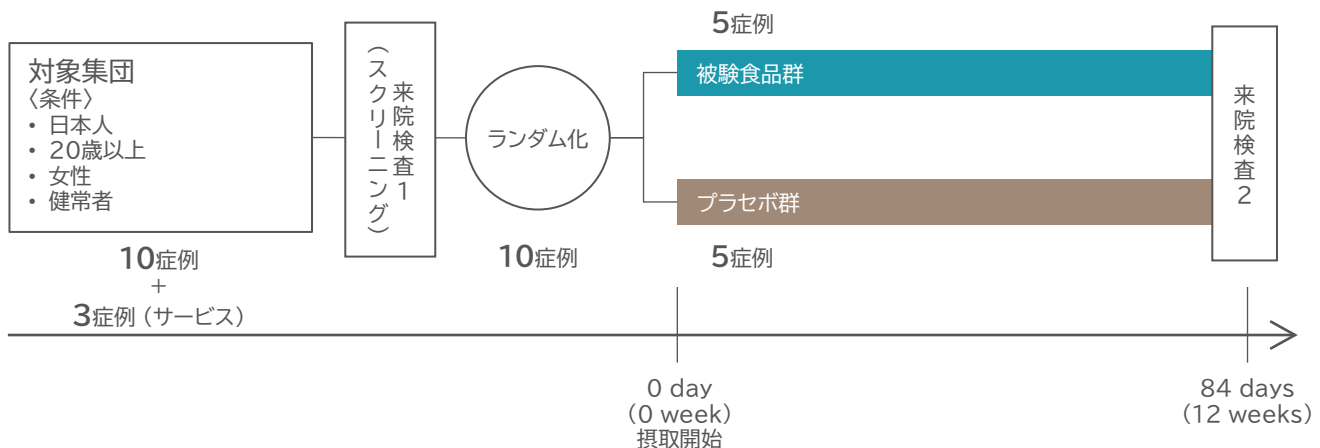 対象集団
〈条件〉
• 日本人
• 20歳以上
• 女性
• 健常者
10症例
+
3症例（サービス）
来院検査1
（スクリーニング）
ランダム化
10症例
5症例
被験食品群
プラセボ群
5症例
来院検査2
0 day
(0 week)
摂取開始
84 days
(12 weeks)